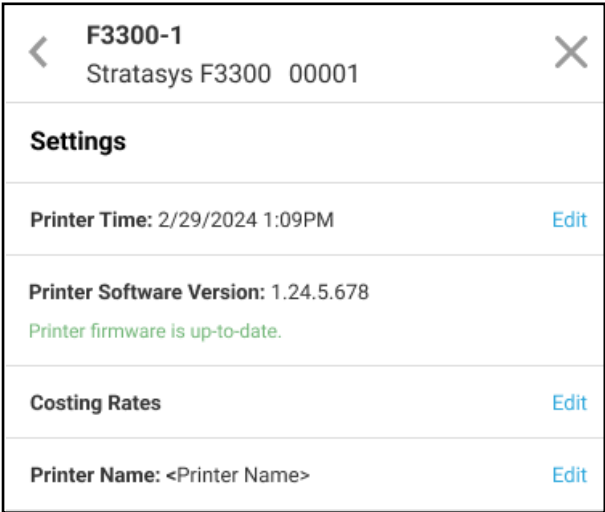 F3300-1
Stratasys F3300 00001
Settings
Printer Time: 2/29/2024 1:09PM Edit
Printer Software Version: 1.24.5.678
Printer firmware is up-to-date.
Costing Rates Edit
Printer Name: <Printer Name> Edit